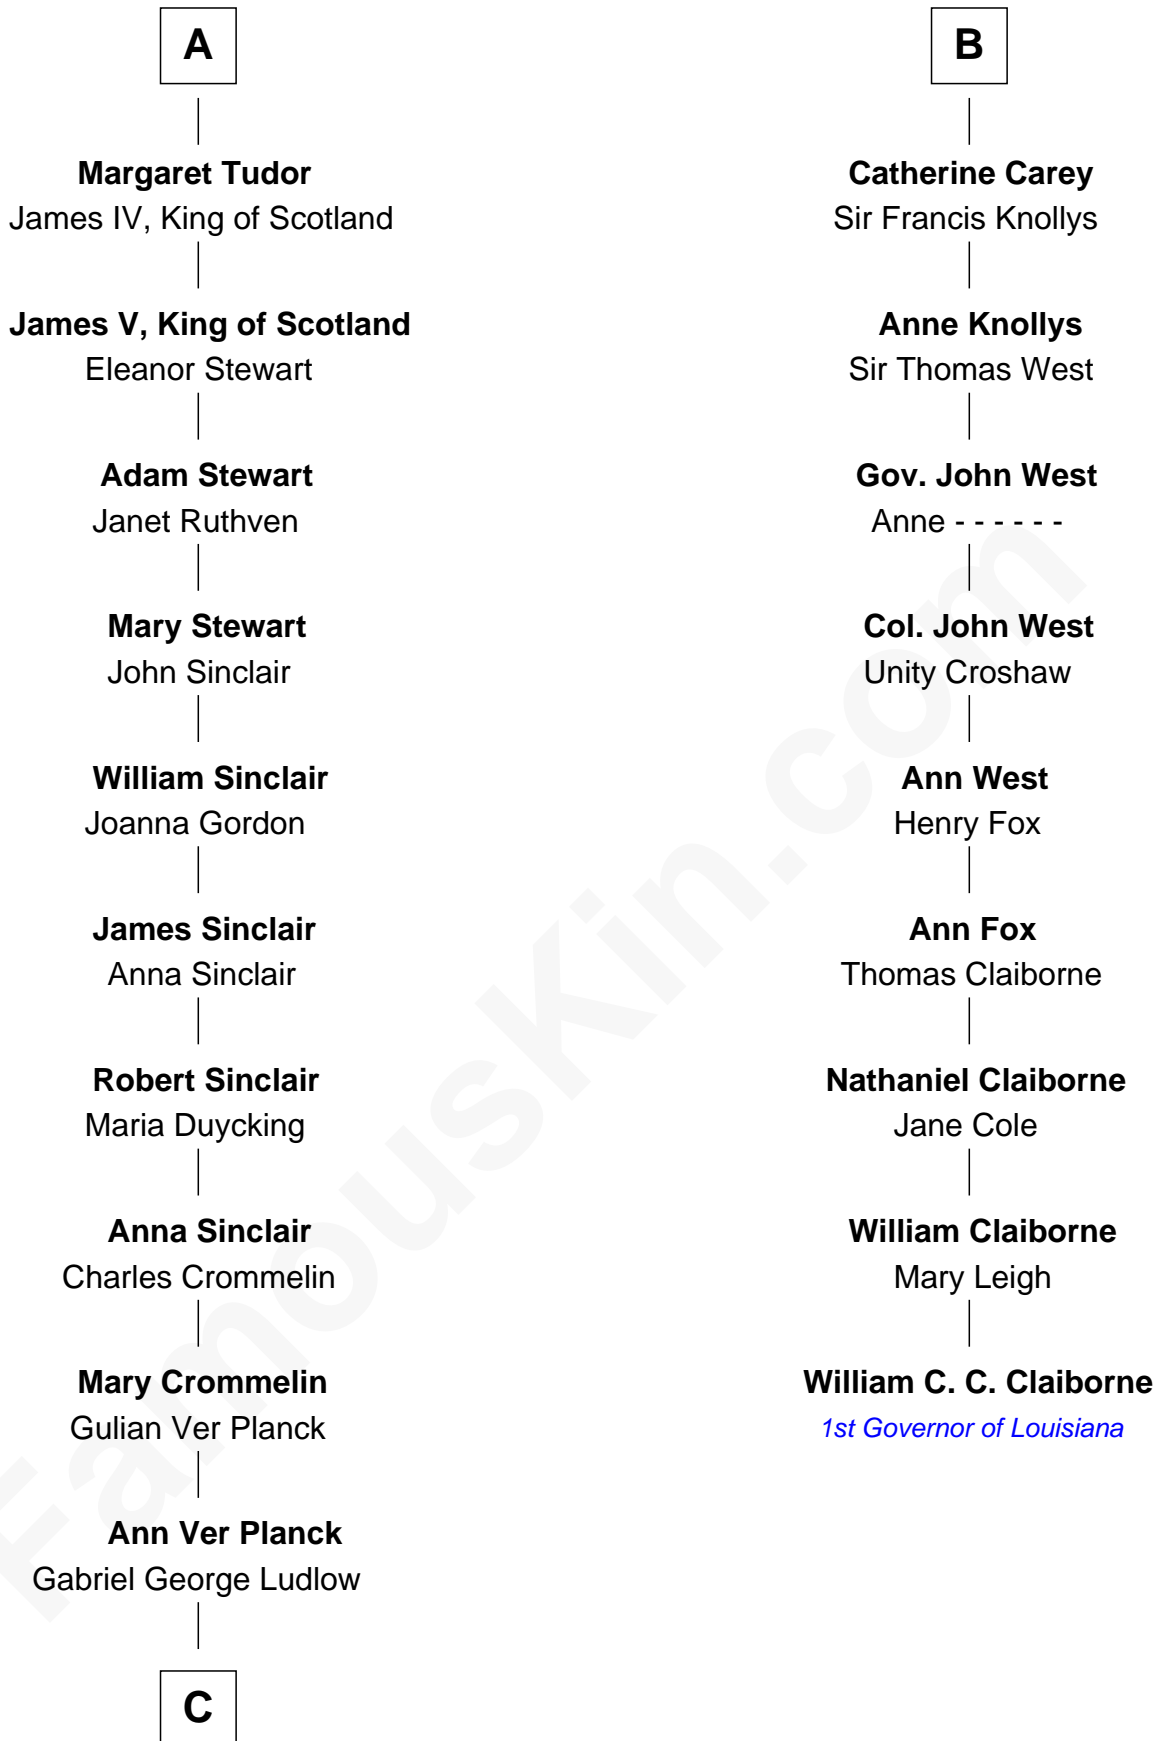 A
Margaret Tudor
James IV, King of Scotland
James V, King of Scotland
Eleanor Stewart
Adam Stewart
Janet Ruthven
Mary Stewart
John Sinclair
William Sinclair
Joanna Gordon
James Sinclair
Anna Sinclair
Robert Sinclair
Maria Duycking
Anna Sinclair
Charles Crommelin
Mary Crommelin
Gulian Ver Planck
Ann Ver Planck
Gabriel George Ludlow
C
B
Catherine Carey
Sir Francis Knollys
Anne Knollys
Sir Thomas West
Gov. John West
Anne - - - - - -
Col. John West
Unity Croshaw
Ann West
Henry Fox
Ann Fox
Thomas Claiborne
Nathaniel Claiborne
Jane Cole
William Claiborne
Mary Leigh
William C. C. Claiborne
1st Governor of Louisiana
FamousKin.com